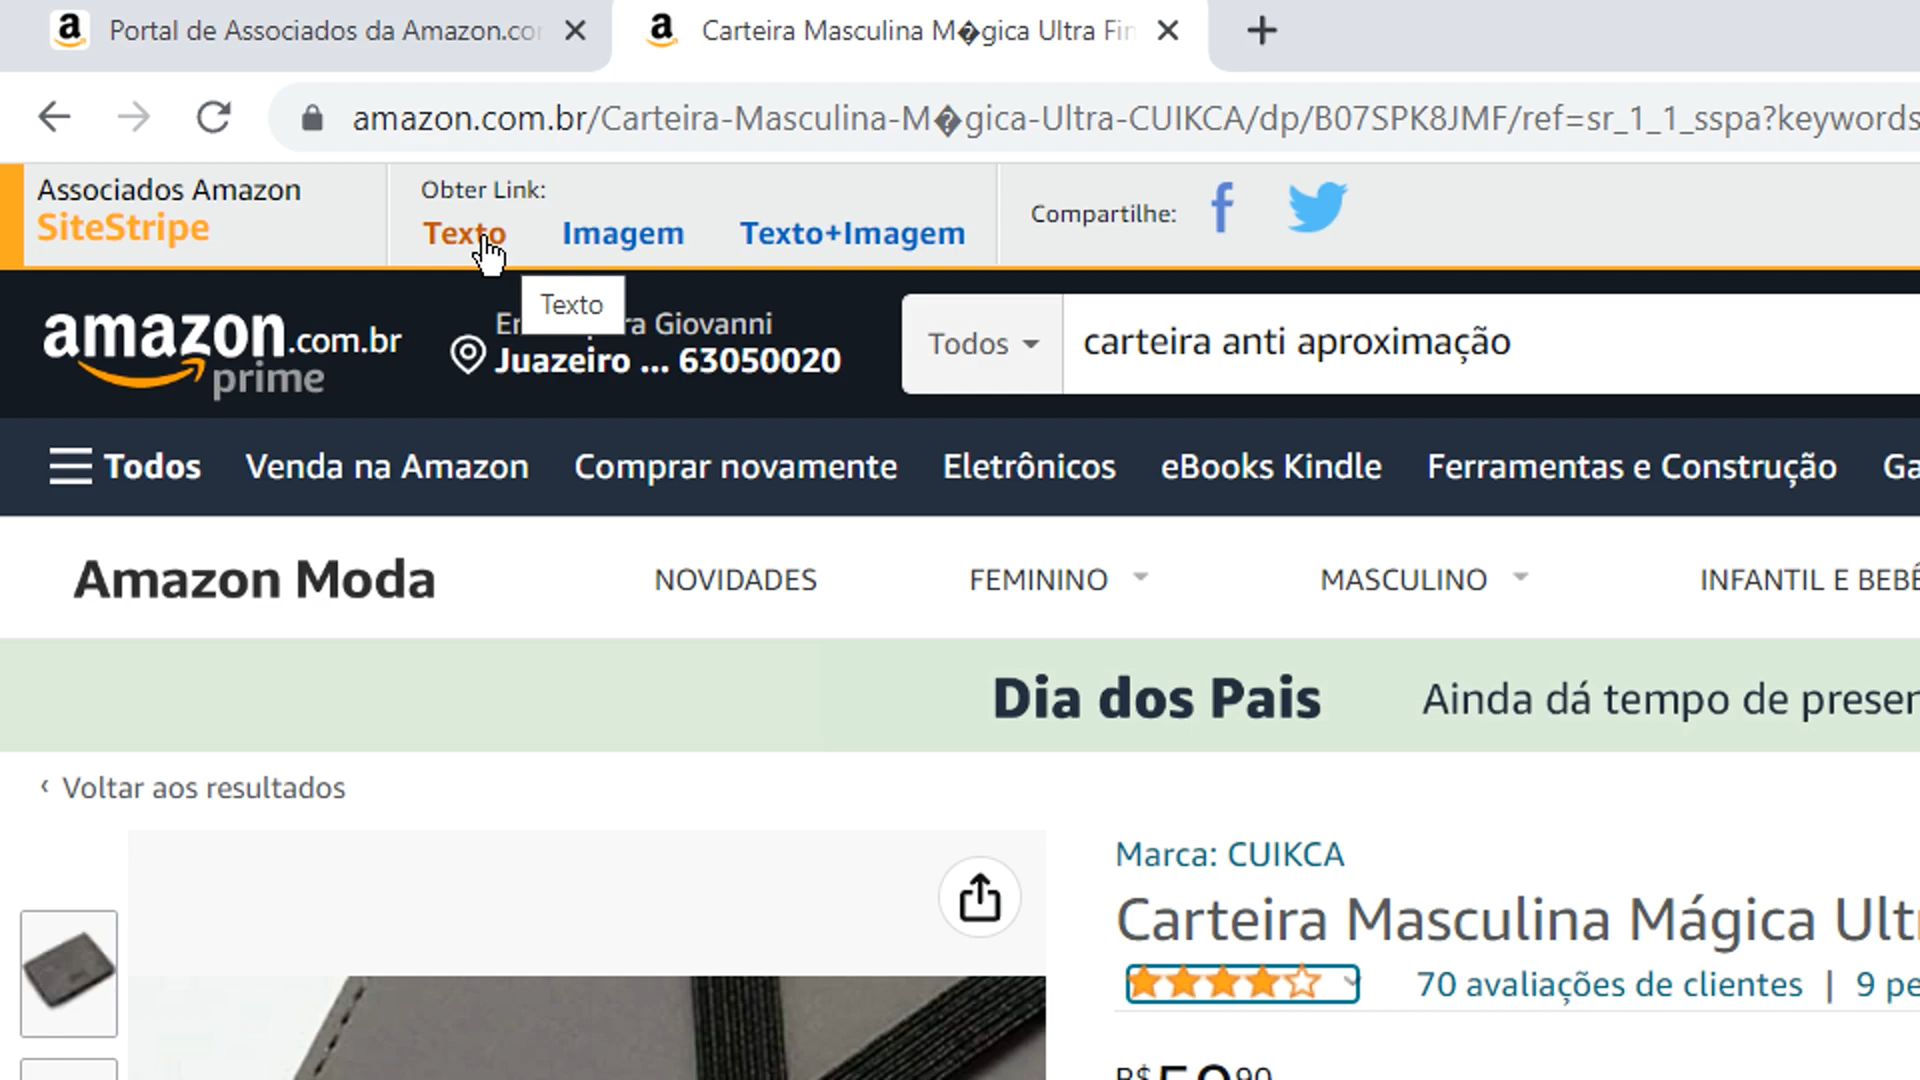 Portal de Associados da Amazon.co
Carteira Masculina M�gica Ultra Fin
amazon.com.br/Carteira-Masculina-M�gica-Ultra-CUIKCA/dp/B07SPK8JMF/ref=sr_1_1_sspa?keywords
Associados Amazon
SiteStripe
Obter Link:
Texto Imagem Texto+Imagem
Compartilhe:
Texto
amazon.com.br
prime
Giovanni
Juazeiro ... 63050020
Todos
carteira anti aproximação
Todos Venda na Amazon Comprar novamente Eletrônicos eBooks Kindle Ferramentas e Construção Ga
Amazon Moda NOVIDADES FEMININO MASCULINO INFANTIL E BEBÊ
Dia dos Pais Ainda dá tempo de presen
‹ Voltar aos resultados
Marca: CUIKCA
Carteira Masculina Mágica Ult
70 avaliações de clientes | 9 pe